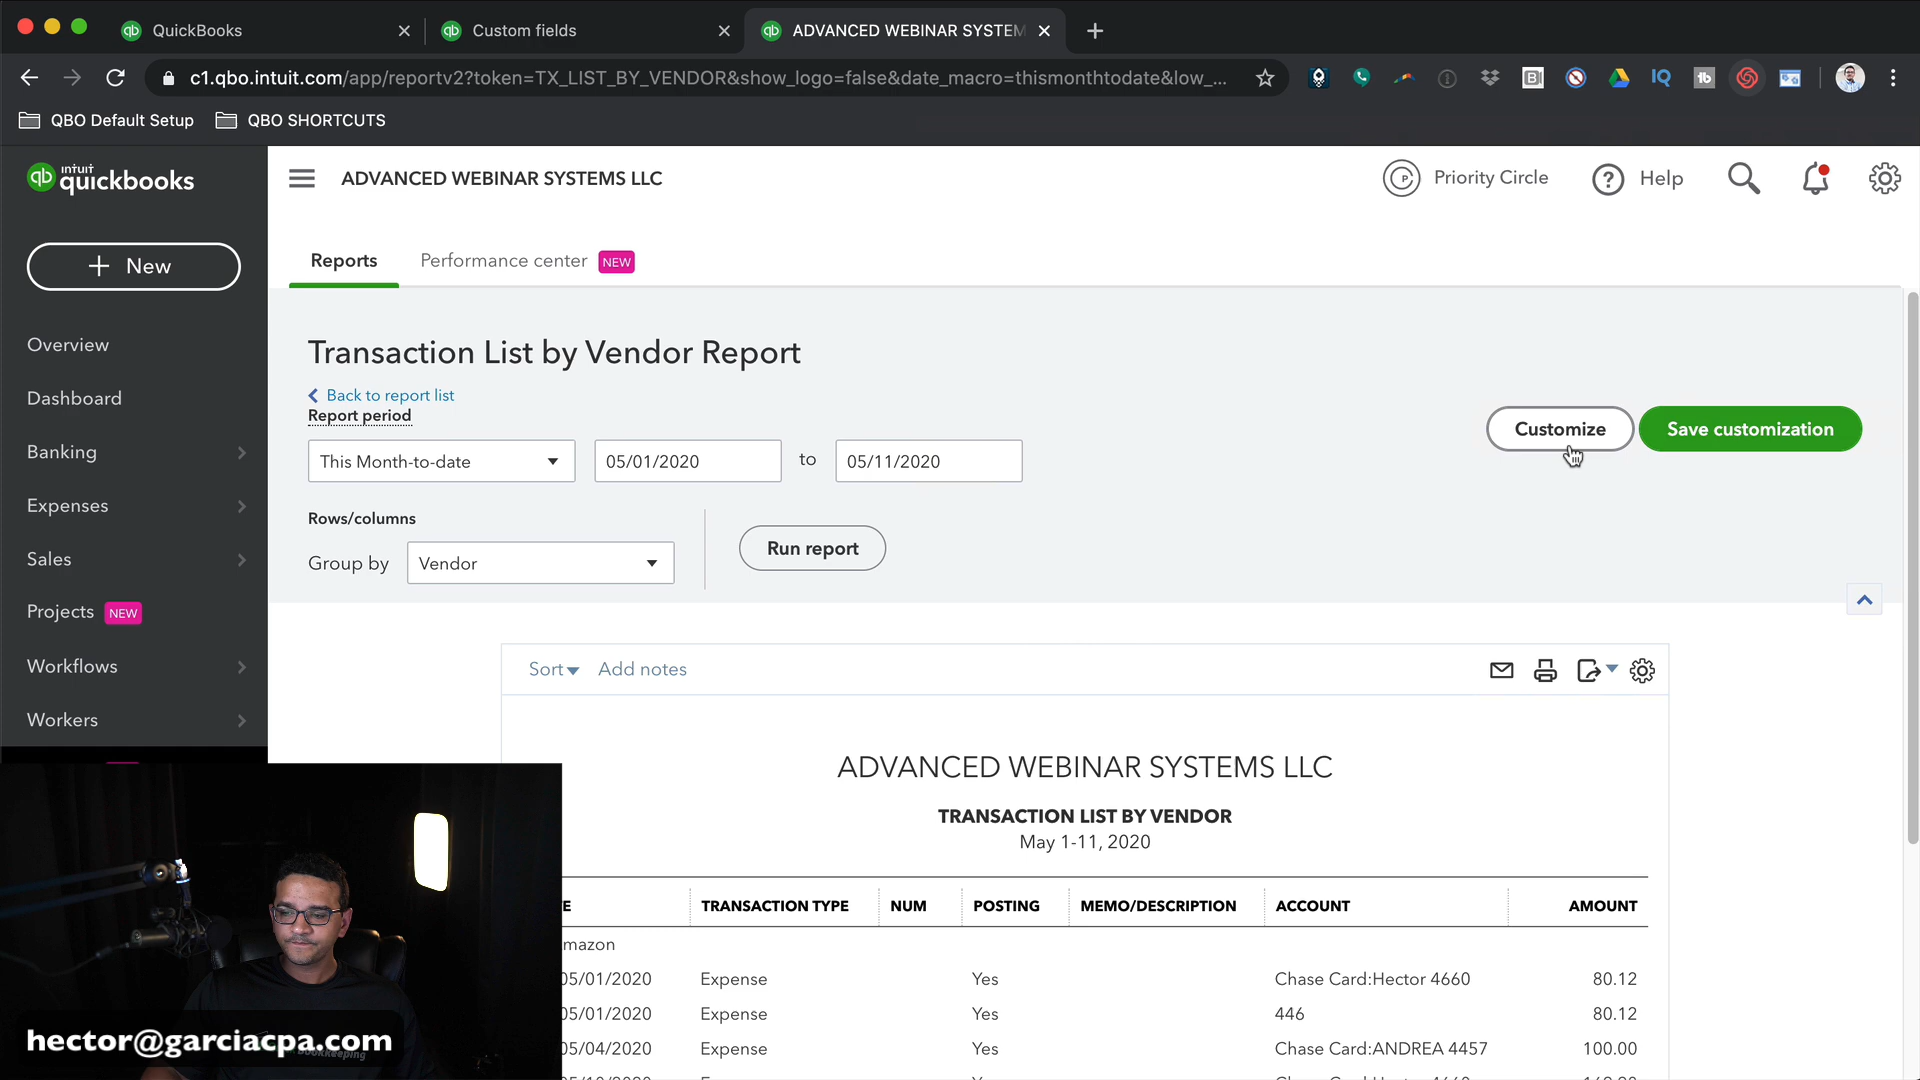 QuickBooks
Custom fields
ADVANCED WEBINAR SYSTEM
c1.qbo.intuit.com/app/reportv2?token=TX_LIST_BY_VENDOR&show_logo=false&date_macro=thismonthtodate&low_...
QBO Default Setup
QBO SHORTCUTS
intuit
quickbooks
ADVANCED WEBINAR SYSTEMS LLC
Priority Circle
Help
+ New
Reports
Performance center NEW
Overview
Dashboard
Banking
Expenses
Sales
Projects NEW
Workflows
Workers
Transaction List by Vendor Report
Back to report list
Report period
This Month-to-date
05/01/2020
to
05/11/2020
Customize
Save customization
Rows/columns
Group by
Vendor
Run report
Sort
Add notes
ADVANCED WEBINAR SYSTEMS LLC
TRANSACTION LIST BY VENDOR
May 1-11, 2020
E TRANSACTION TYPE NUM POSTING MEMO/DESCRIPTION ACCOUNT AMOUNT
mazon
05/01/2020 Expense Yes Chase Card:Hector 4660 80.12
05/01/2020 Expense Yes 446 80.12
05/04/2020 Expense Yes Chase Card:ANDREA 4457 100.00
hector@garciacpa.com
Bookkeeping